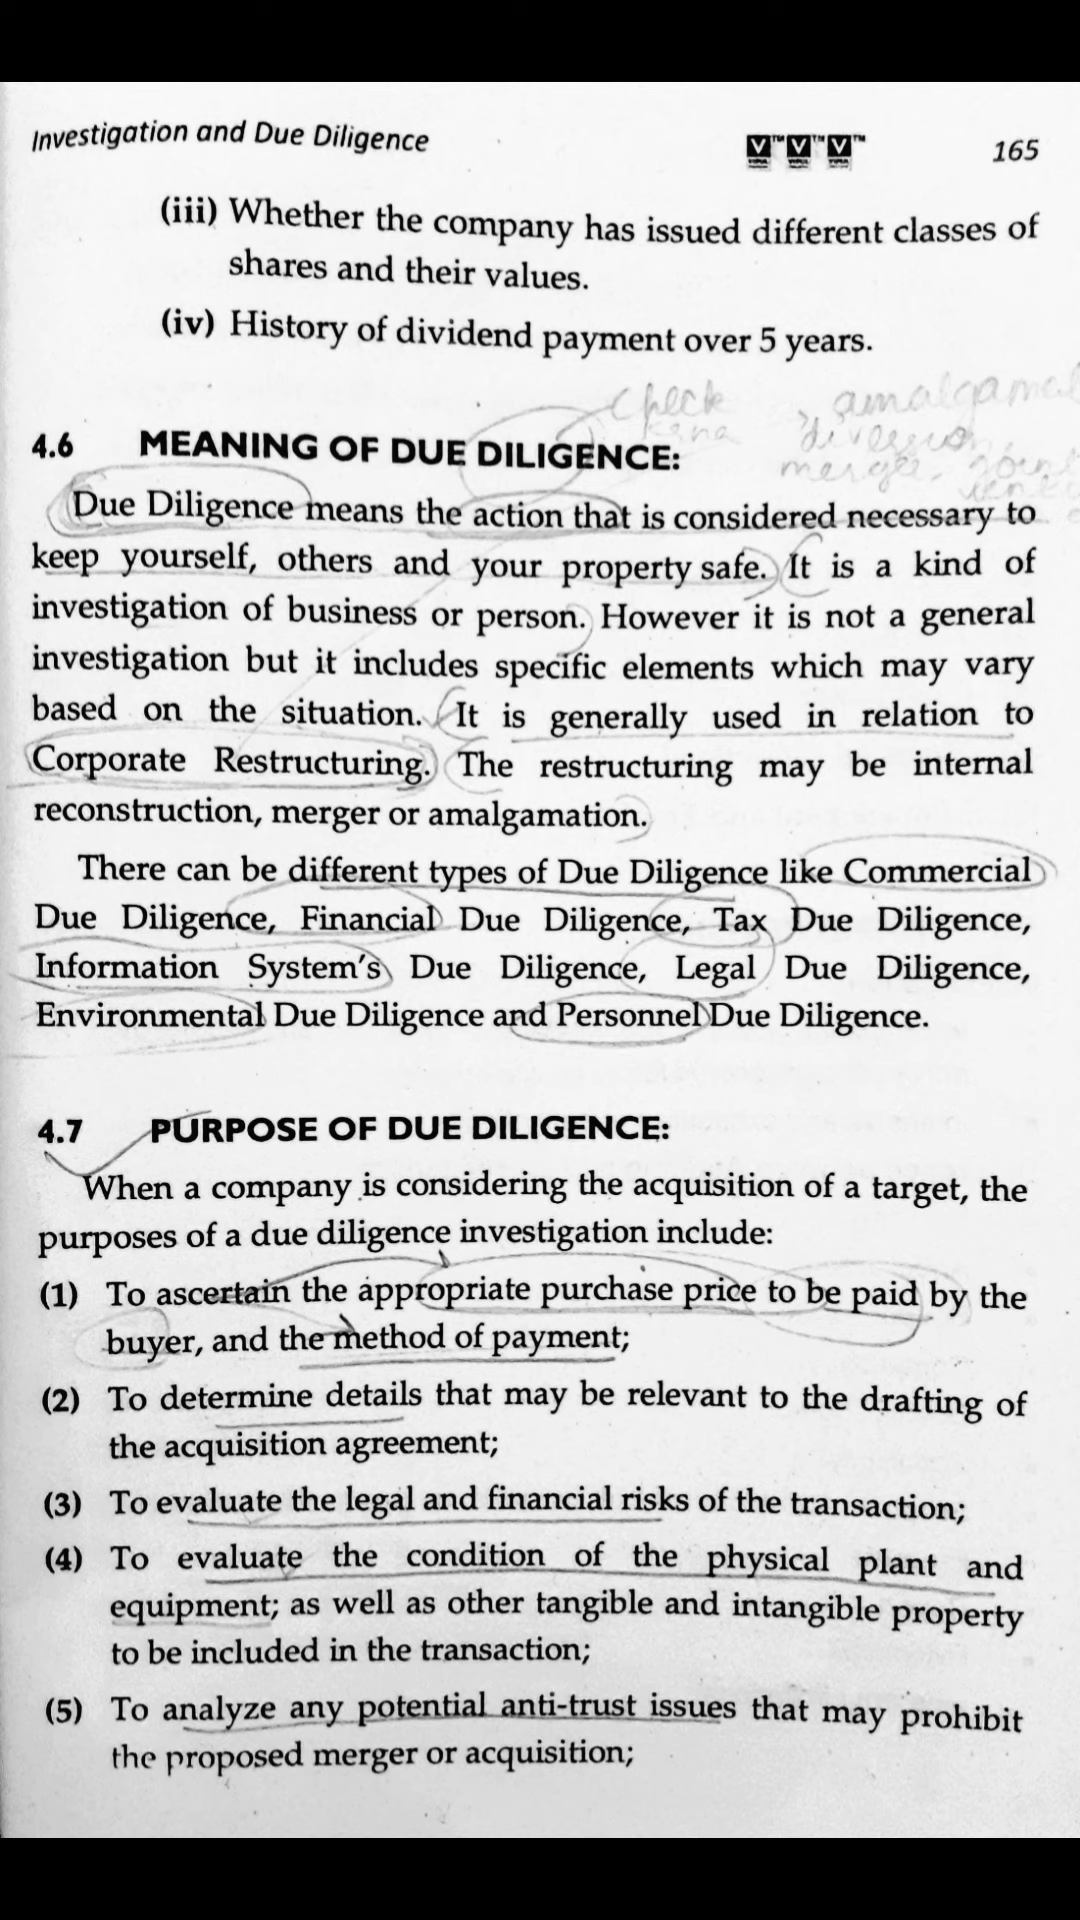 Investigation and Due Diligence V™ V™ V™ 165
(iii) Whether the company has issued different classes of
shares and their values.
(iv) History of dividend payment over 5 years.
check amalgamat
karna
merge
4.6 MEANING OF DUE DILIGENCE:
Due Diligence means the action that is considered necessary to
keep yourself, others and your property safe. It is a kind of
investigation of business or person. However it is not a general
investigation but it includes specific elements which may vary
based on the situation. It is generally used in relation to
Corporate Restructuring. The restructuring may be internal
reconstruction, merger or amalgamation.
There can be different types of Due Diligence like Commercial
Due Diligence, Financial Due Diligence, Tax Due Diligence,
Information System's Due Diligence, Legal Due Diligence,
Environmental Due Diligence and Personnel Due Diligence.
4.7 PURPOSE OF DUE DILIGENCE:
When a company is considering the acquisition of a target, the
purposes of a due diligence investigation include:
(1) To ascertain the appropriate purchase price to be paid by the
buyer, and the method of payment;
(2) To determine details that may be relevant to the drafting of
the acquisition agreement;
(3) To evaluate the legal and financial risks of the transaction;
(4) To evaluate the condition of the physical plant and
equipment; as well as other tangible and intangible property
to be included in the transaction;
(5) To analyze any potential anti-trust issues that may prohibit
the proposed merger or acquisition;